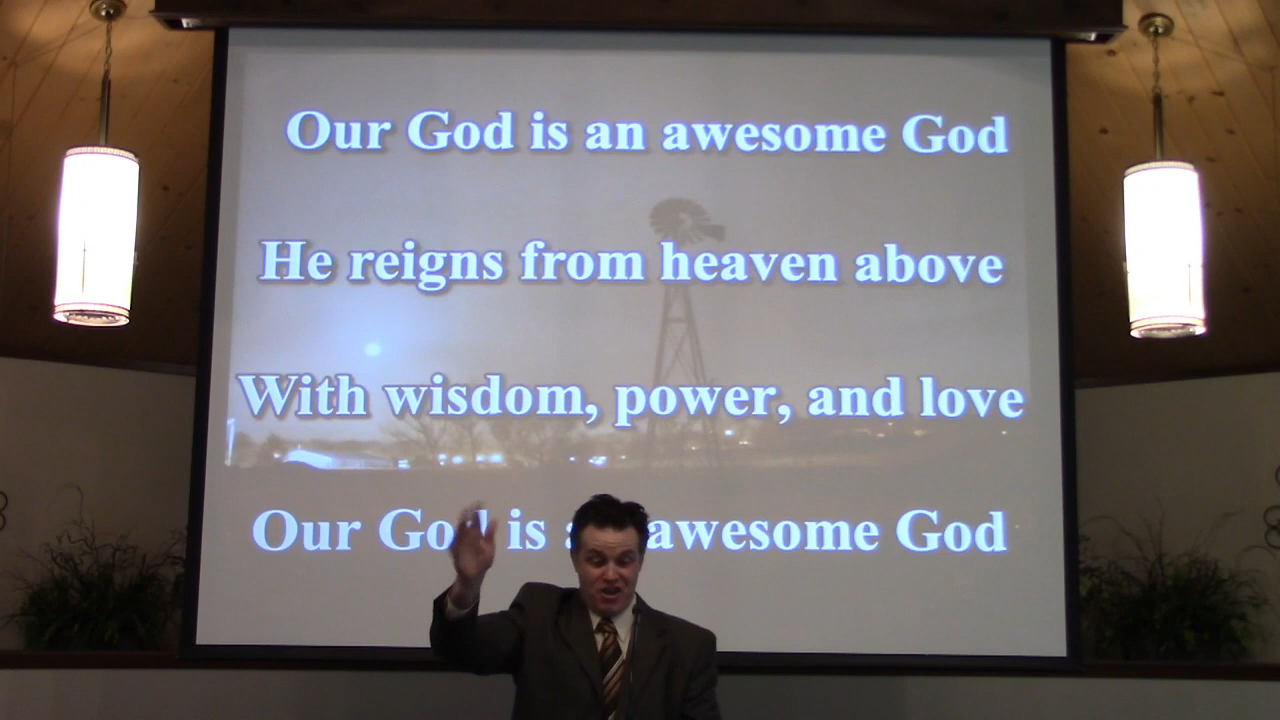 Our God is an awesome God
He reigns from heaven above
With wisdom, power, and love
Our God is awesome God